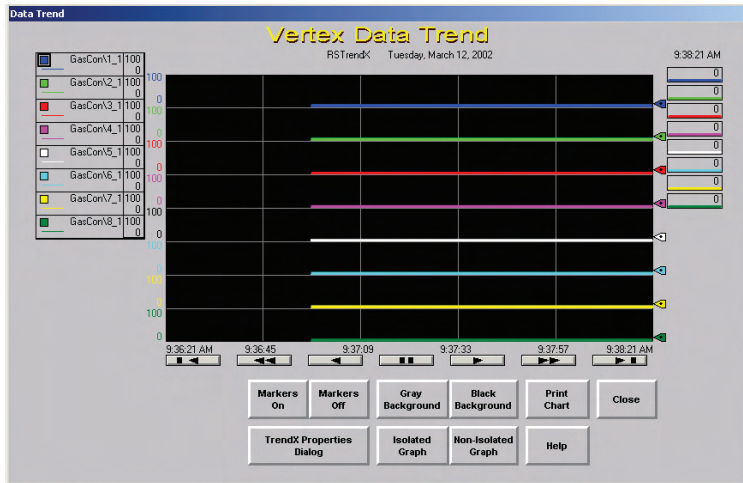 Data Trend
Vertex Data Trend
RSTrendX Tuesday, March 12, 2002 9:38:21 AM
GasCon\1_1 100 0
GasCon\2_1 100 0
GasCon\3_1 100 0
GasCon\4_1 100 0
GasCon\5_1 100 0
GasCon\6_1 100 0
GasCon\7_1 100 0
GasCon\8_1 100 0
100
0
100
0
100
0
100
0
100
0
100
0
100
0
100
0
0
0
0
0
0
0
0
0
9:36:21 AM 9:36:45 9:37:09 9:37:33 9:37:57 9:38:21 AM
Markers On
Markers Off
Gray Background
Black Background
Print Chart
Close
TrendX Properties Dialog
Isolated Graph
Non-Isolated Graph
Help